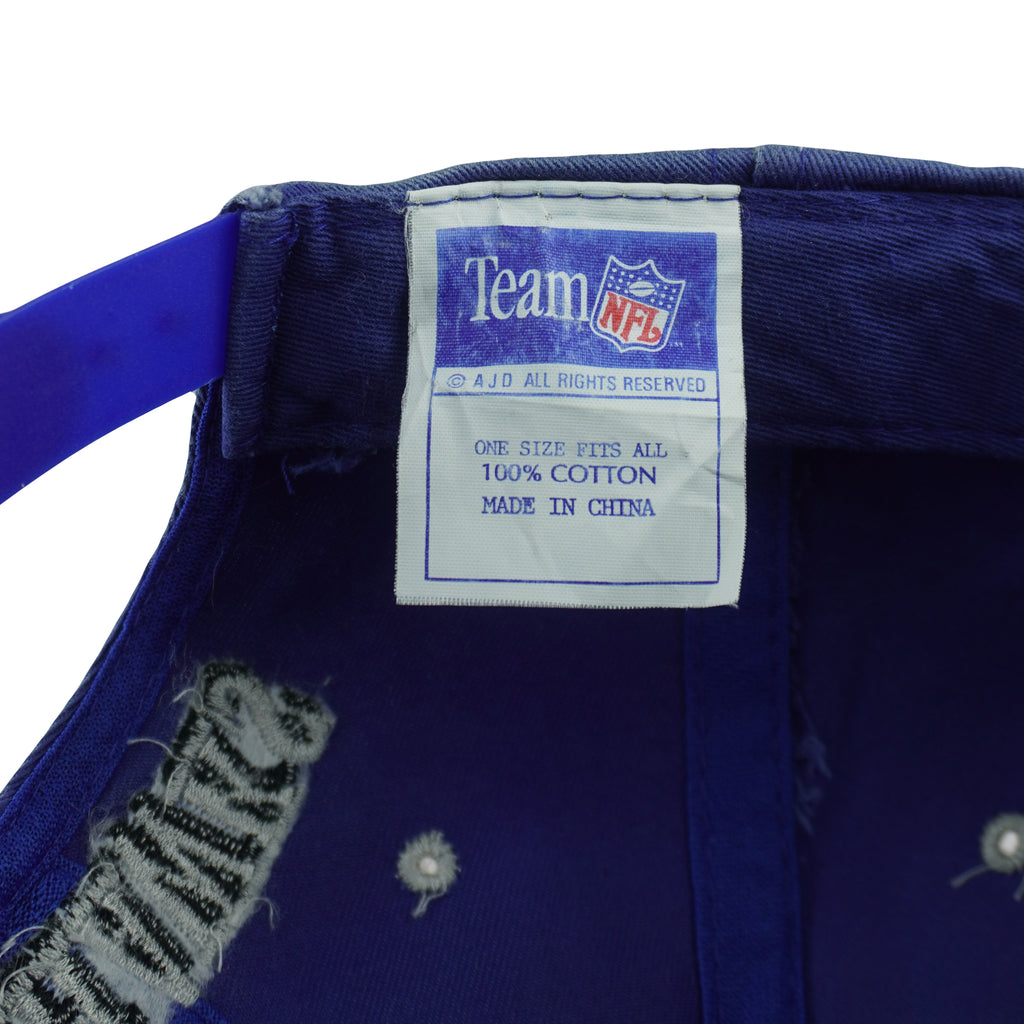 Team NFL
© AJD ALL RIGHTS RESERVED
ONE SIZE FITS ALL
100% COTTON
MADE IN CHINA